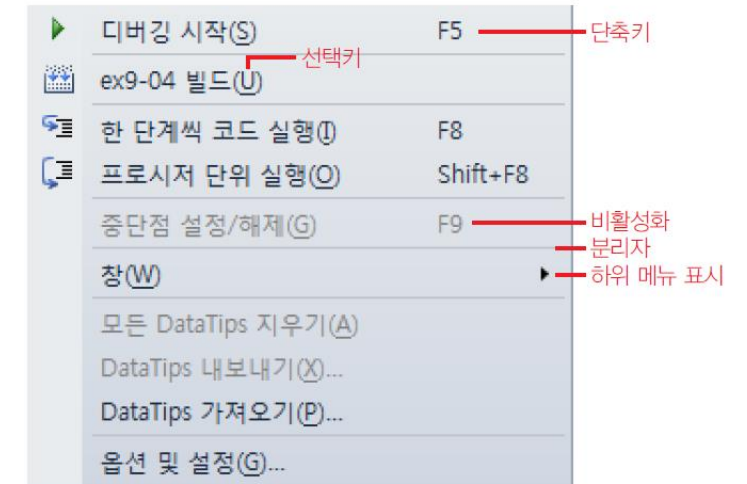 디버깅 시작(S) F5 단축키
선택키
ex9-04 빌드(U)
한 단계씩 코드 실행(I) F8
프로시저 단위 실행(O) Shift+F8
중단점 설정/해제(G) F9 비활성화
분리자
창(W) 하위 메뉴 표시
모든 DataTips 지우기(A)
DataTips 내보내기(X)...
DataTips 가져오기(P)...
옵션 및 설정(G)...